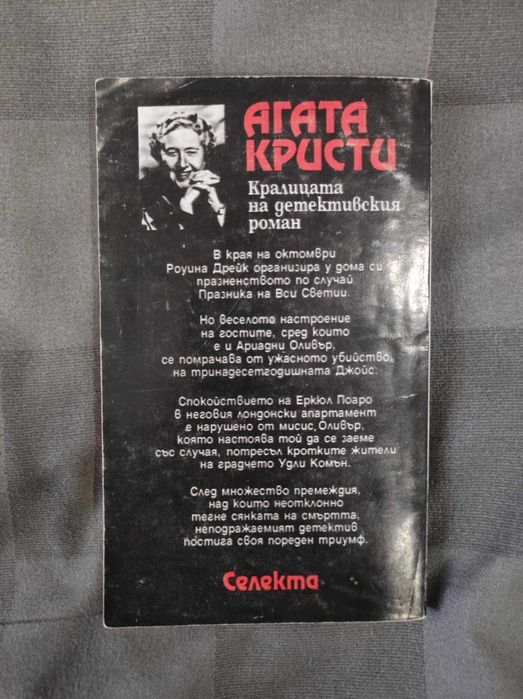 АГАТА
КРИСТИ
Кралицата
на детективския
роман
В края на октомври
Роуина Дрейк организира у дома си
празненството по случай
Празника на Вси Светии.
Но веселото настроение
на гостите, сред които
е и Ариадни Оливър,
се помрачава от ужасното убийство
на тринадесетгодишната Джойс.
Спокойствието на Еркюл Поаро
в неговия лондонски апартамент
е нарушено от мисис Оливър,
която настоява той да се заеме
със случая, потресъл кротките жители
на градчето Удли Комън.
След множество премеждия,
над които неотклонно
тегне сянката на смъртта,
неподражаемият детектив
постига своя пореден триумф.
Селекта